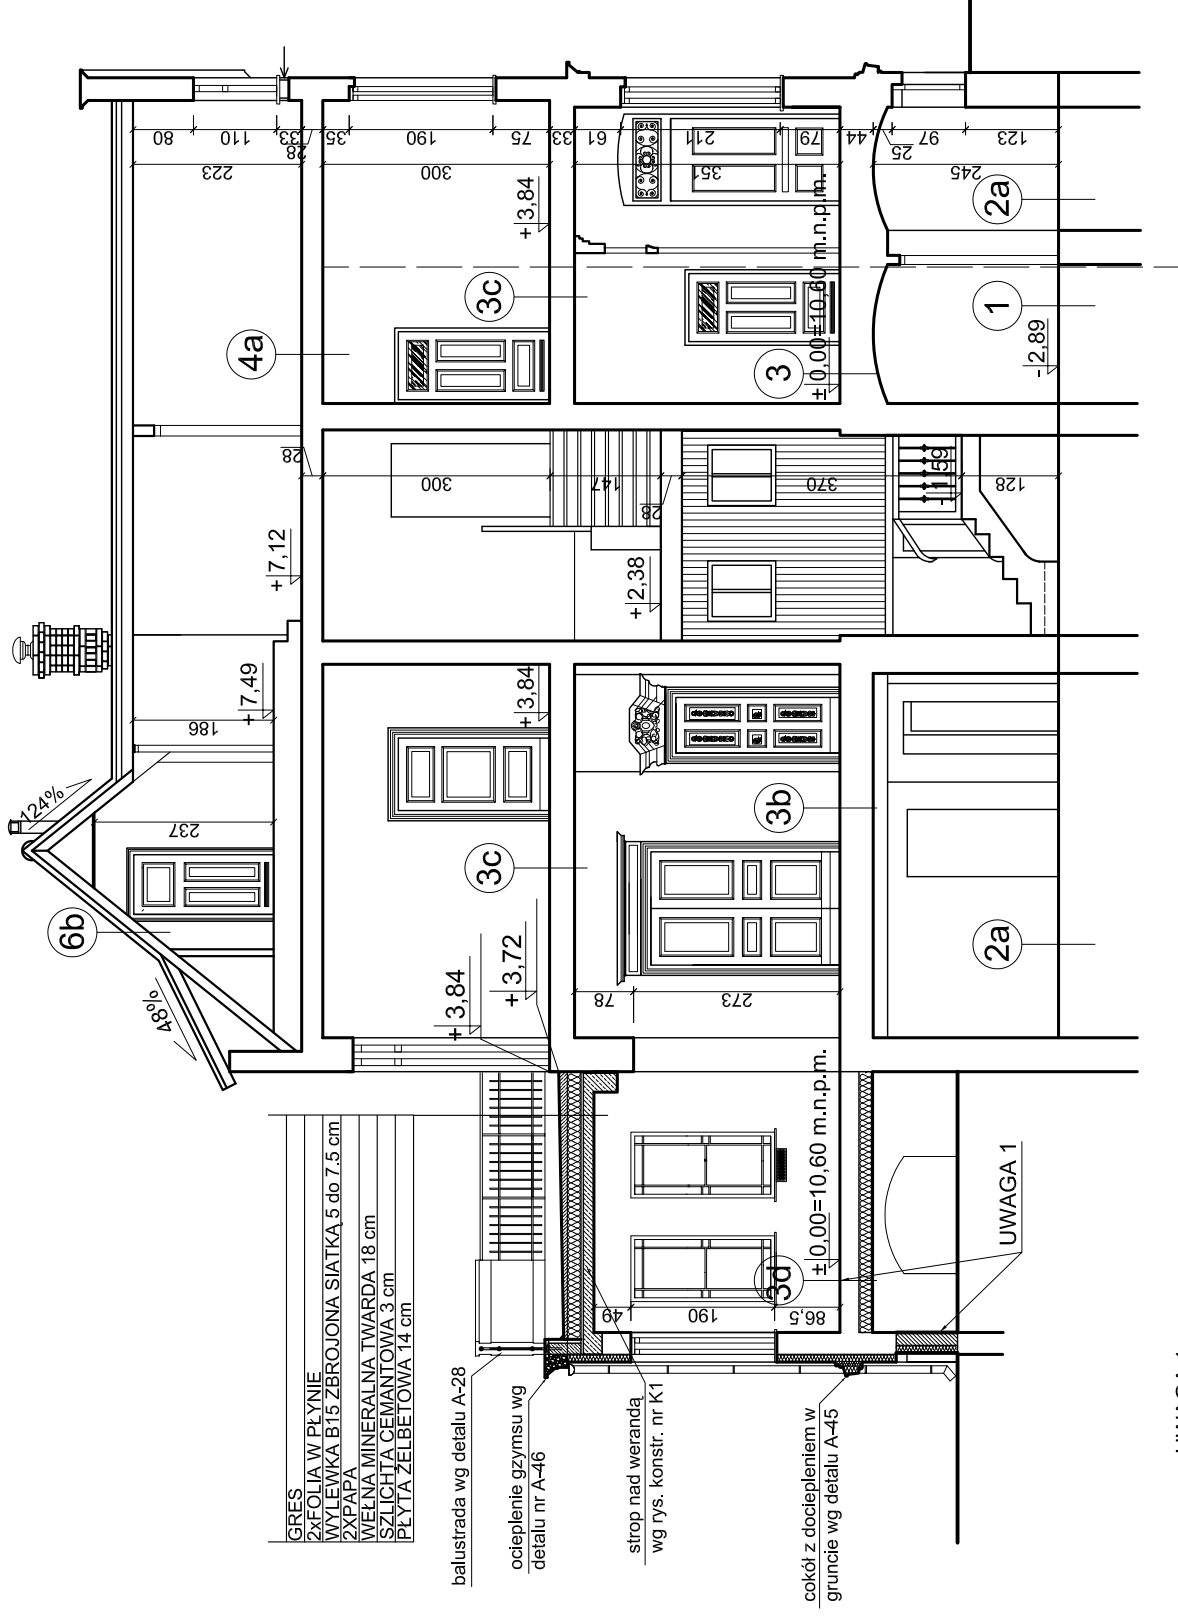 GRES
2xFOLIA W PŁYNIE
WYLEWKA B15 ZBROJONA SIATKĄ 5 do 7.5 cm
2XPAPA
WEŁNA MINERALNA TWARDA 18 cm
SZLICHTA CEMANTOWA 3 cm
PŁYTA ŻELBETOWA 14 cm
balustrada wg detalu A-28
ocieplenie gzymsu wg
detalu nr A-46
strop nad werandą
wg rys. konstr. nr K1
cokół z dociepleniem w
gruncie wg detalu A-45
UWAGA 1
48%
124%
6b
237
186
+ 7,49
+ 7,12
28
4a
223
80
110
33
28
+ 3,84
+ 3,72
3c
+3,84
300
147
28
+ 2,38
370
3c
+ 3,84
300
35
190
75
33
61
211
79
351
44
25
97
123
245
49
190
86,5
3d
± 0,00=10,60 m.n.p.m.
78
273
3b
2a
-1,59
128
3
± 0,00=10,60 m.n.p.m.
1
- 2,89
2a